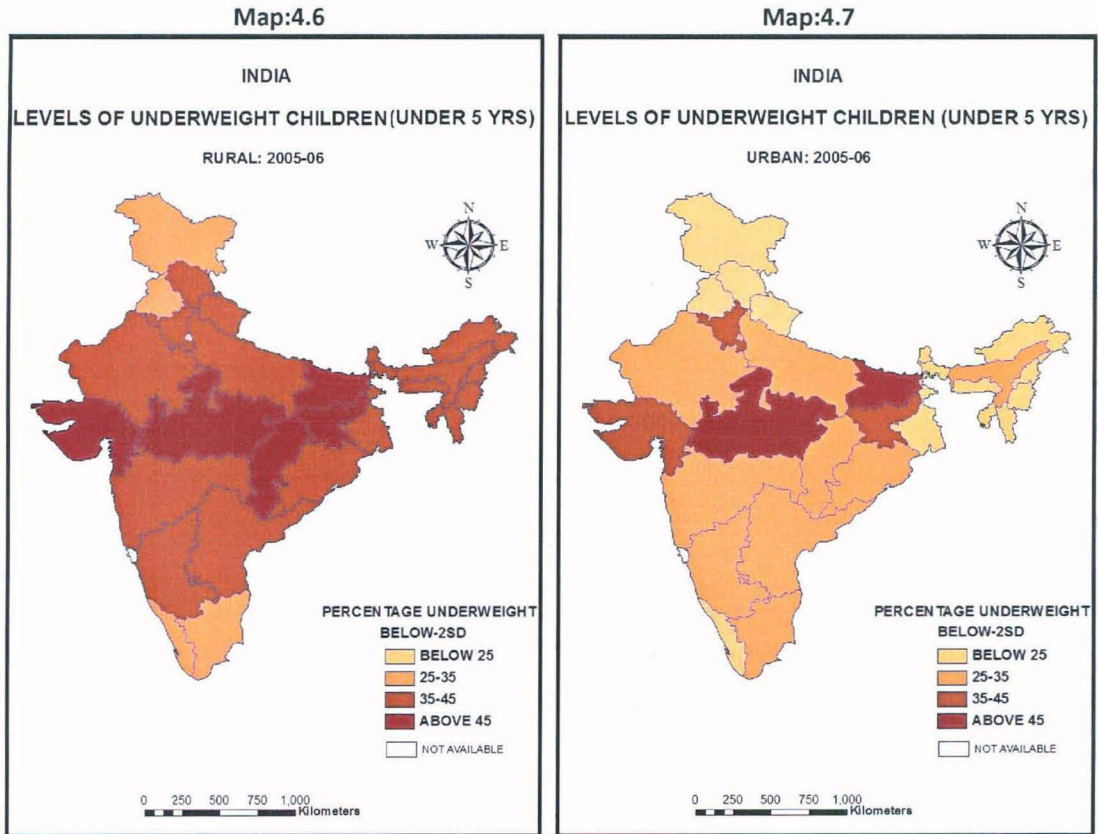 Map:4.6
INDIA
LEVELS OF UNDERWEIGHT CHILDREN(UNDER 5 YRS)
RURAL: 2005-06
N
W
E
S
PERCENTAGE UNDERWEIGHT
BELOW-2SD
BELOW 25
25-35
35-45
ABOVE 45
NOT AVAILABLE
0 250 500 750 1,000
Kilometers
Map:4.7
INDIA
LEVELS OF UNDERWEIGHT CHILDREN (UNDER 5 YRS)
URBAN: 2005-06
N
W
E
S
PERCENTAGE UNDERWEIGHT
BELOW-2SD
BELOW 25
25-35
35-45
ABOVE 45
NOT AVAILABLE
0 250 500 750 1,000
Kilometers